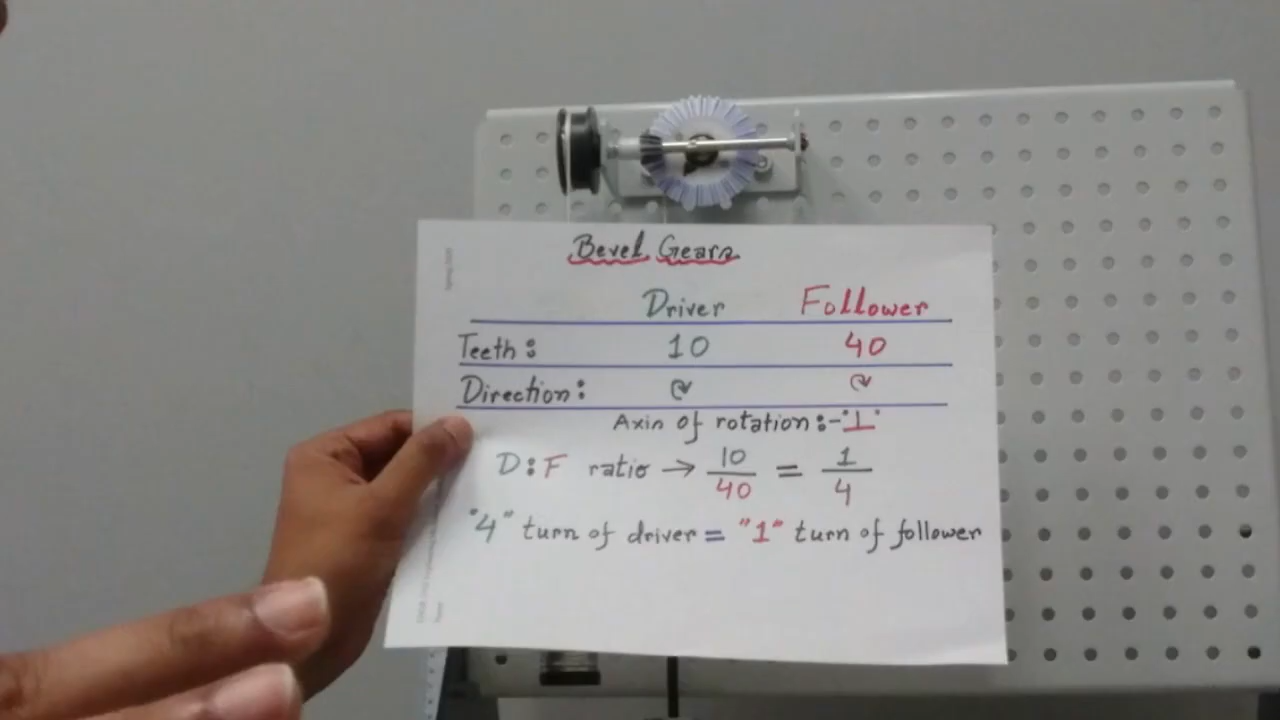 Bevel Gears
Driver Follower
Teeth: 10 40
Direction: ↻ ↻
Axis of rotation:- "⊥"
D:F ratio → 10/40 = 1/4
"4" turn of driver = "1" turn of follower